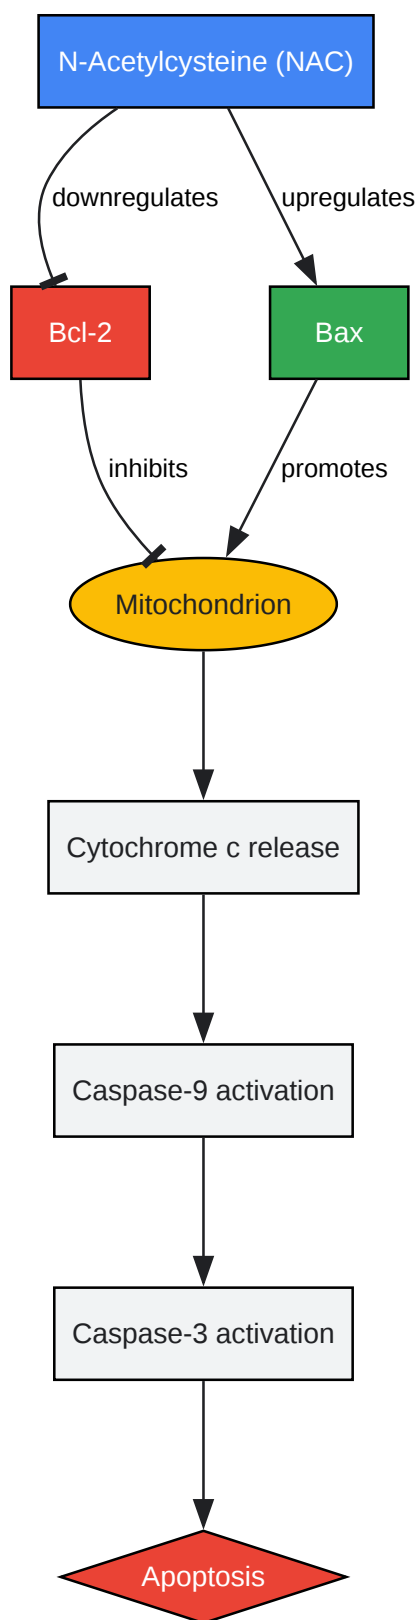 N-Acetylcysteine (NAC)
downregulates
upregulates
Bcl-2
Bax
inhibits
promotes
Mitochondrion
Cytochrome c release
Caspase-9 activation
Caspase-3 activation
Apoptosis